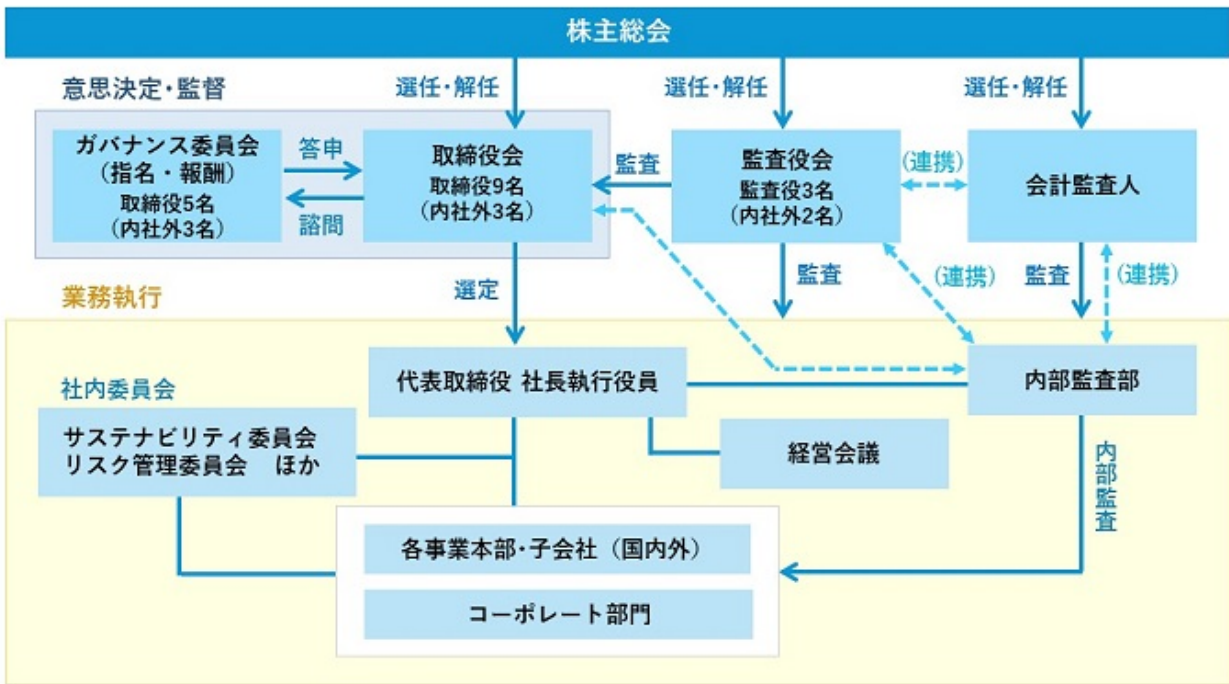 株主総会
意思決定・監督
選任・解任
選任・解任
選任・解任
ガバナンス委員会
(指名・報酬)
取締役5名
(内社外3名)
答申
諮問
取締役会
取締役9名
(内社外3名)
監査
監査役会
監査役3名
(内社外2名)
(連携)
会計監査人
業務執行
選定
監査
(連携)
監査
(連携)
代表取締役 社長執行役員
内部監査部
社内委員会
サステナビリティ委員会
リスク管理委員会 ほか
経営会議
内部監査
各事業本部・子会社（国内外）
コーポレート部門